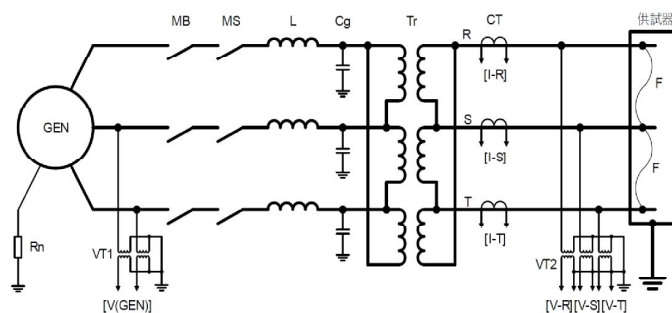 MB MS L Cg Tr R CT 供試器
[I-R]
F
GEN
S
[I-S]
F
T
[I-T]
Rn
VT1
VT2
[V(GEN)]
[V-R][V-S][V-T]